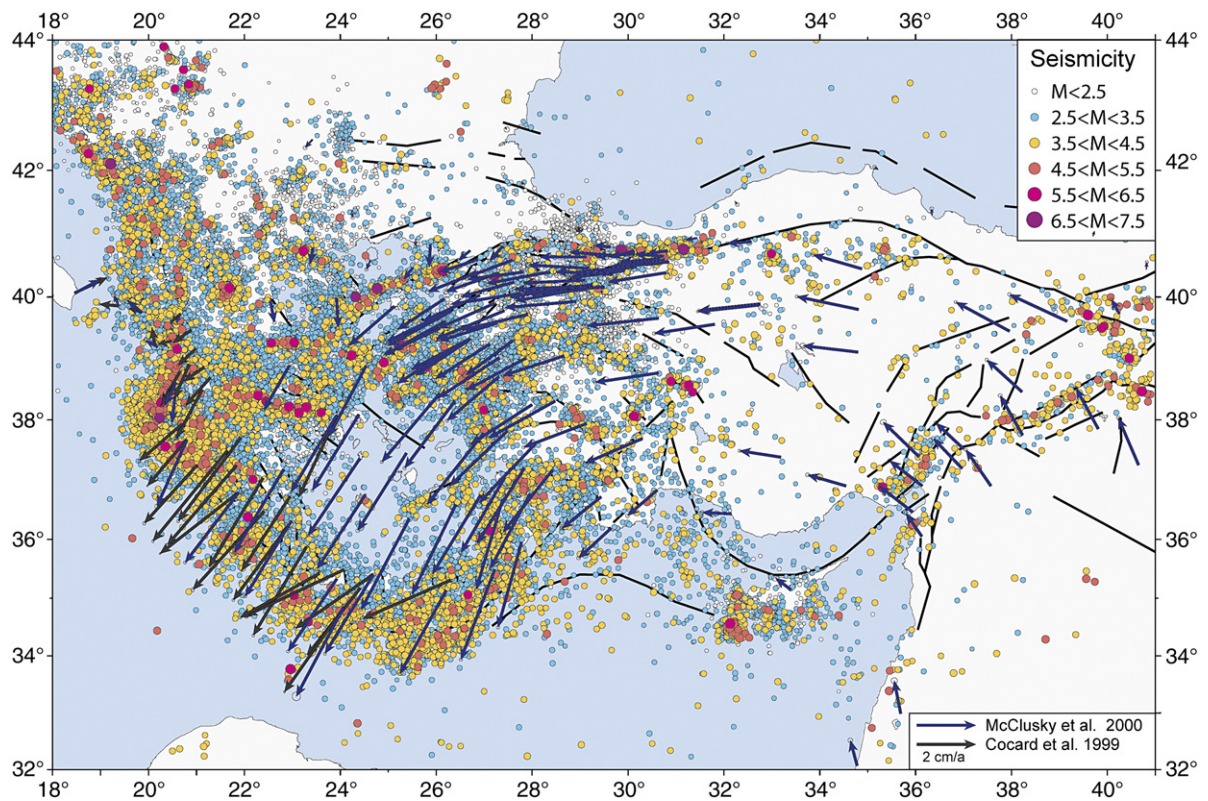 18° 20° 22° 24° 26° 28° 30° 32° 34° 36° 38° 40°
44° 44°
Seismicity
M<2.5
2.5<M<3.5
3.5<M<4.5
4.5<M<5.5
5.5<M<6.5
6.5<M<7.5
42° 42°
40° 40°
38° 38°
36° 36°
34° 34°
McClusky et al. 2000
Cocard et al. 1999
2 cm/a
32° 32°
18° 20° 22° 24° 26° 28° 30° 32° 34° 36° 38° 40°